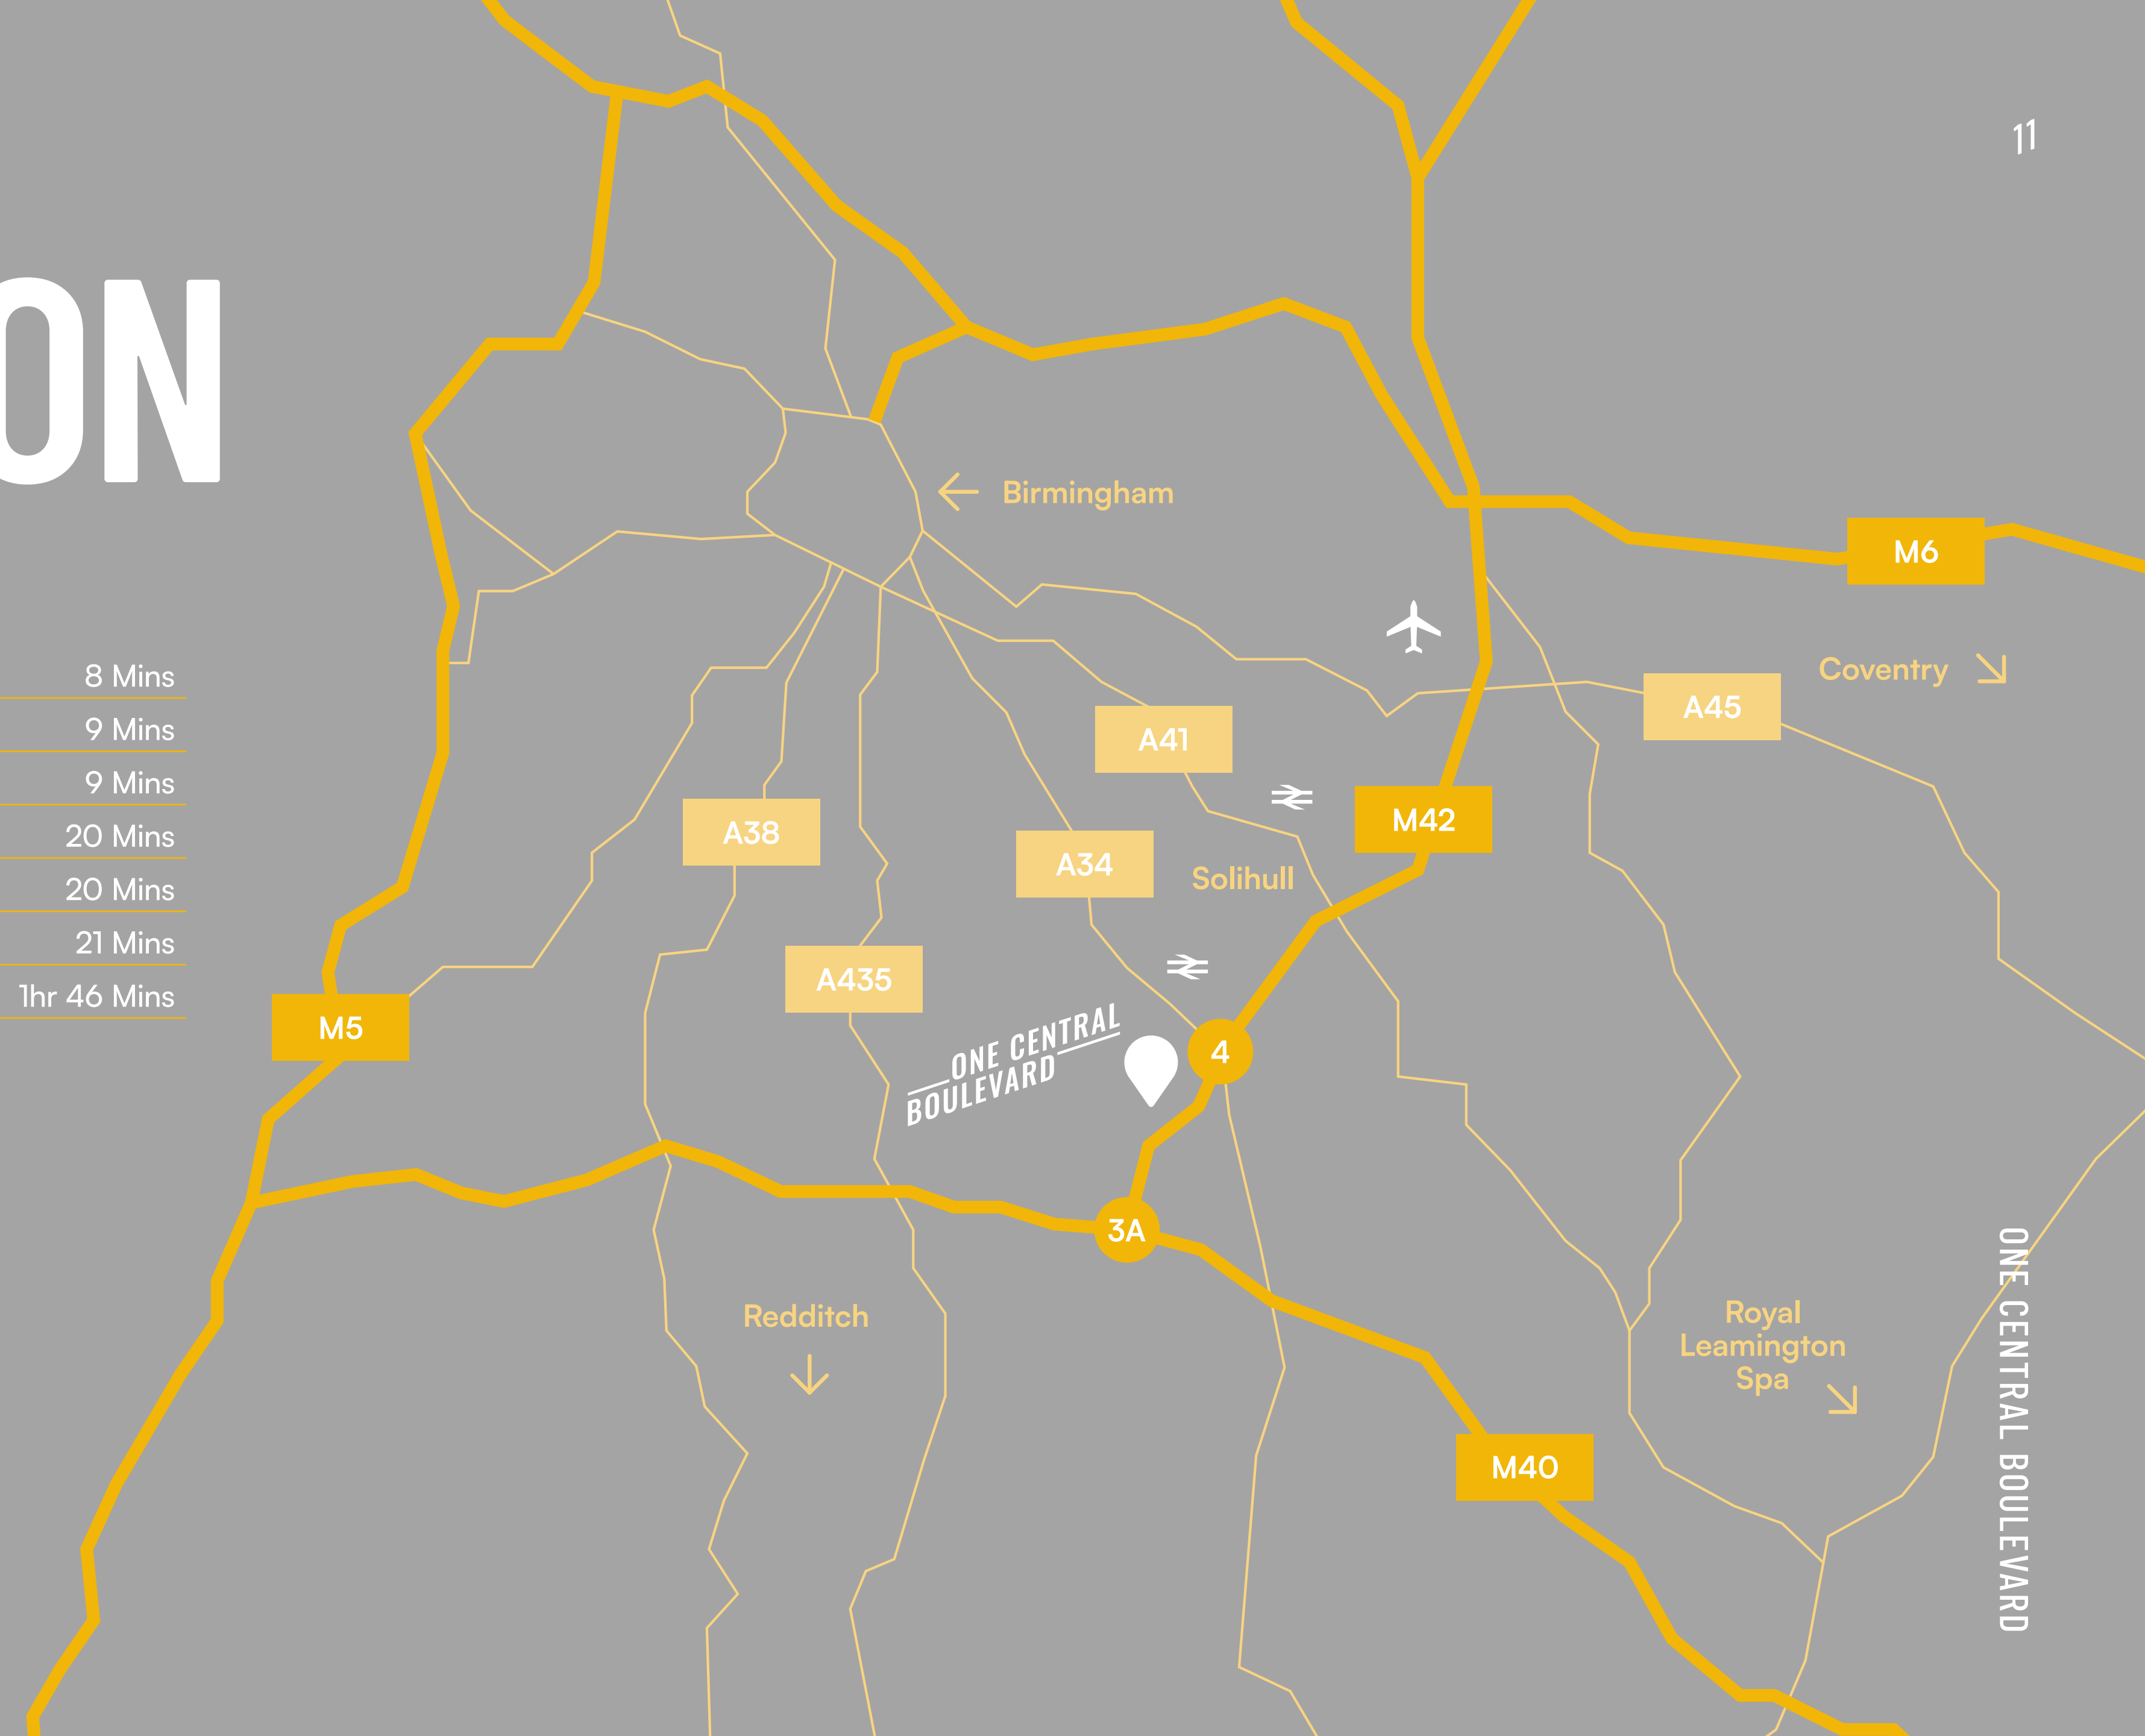 11
ON
8 Mins
9 Mins
9 Mins
20 Mins
20 Mins
21 Mins
1hr 46 Mins
Birmingham
M6
Coventry
A45
A41
M42
A38
A34
Solihull
A435
M5
ONE CENTRAL
BOULEVARD
4
3A
Redditch
Royal
Leamington
Spa
M40
ONE CENTRAL BOULEVARD